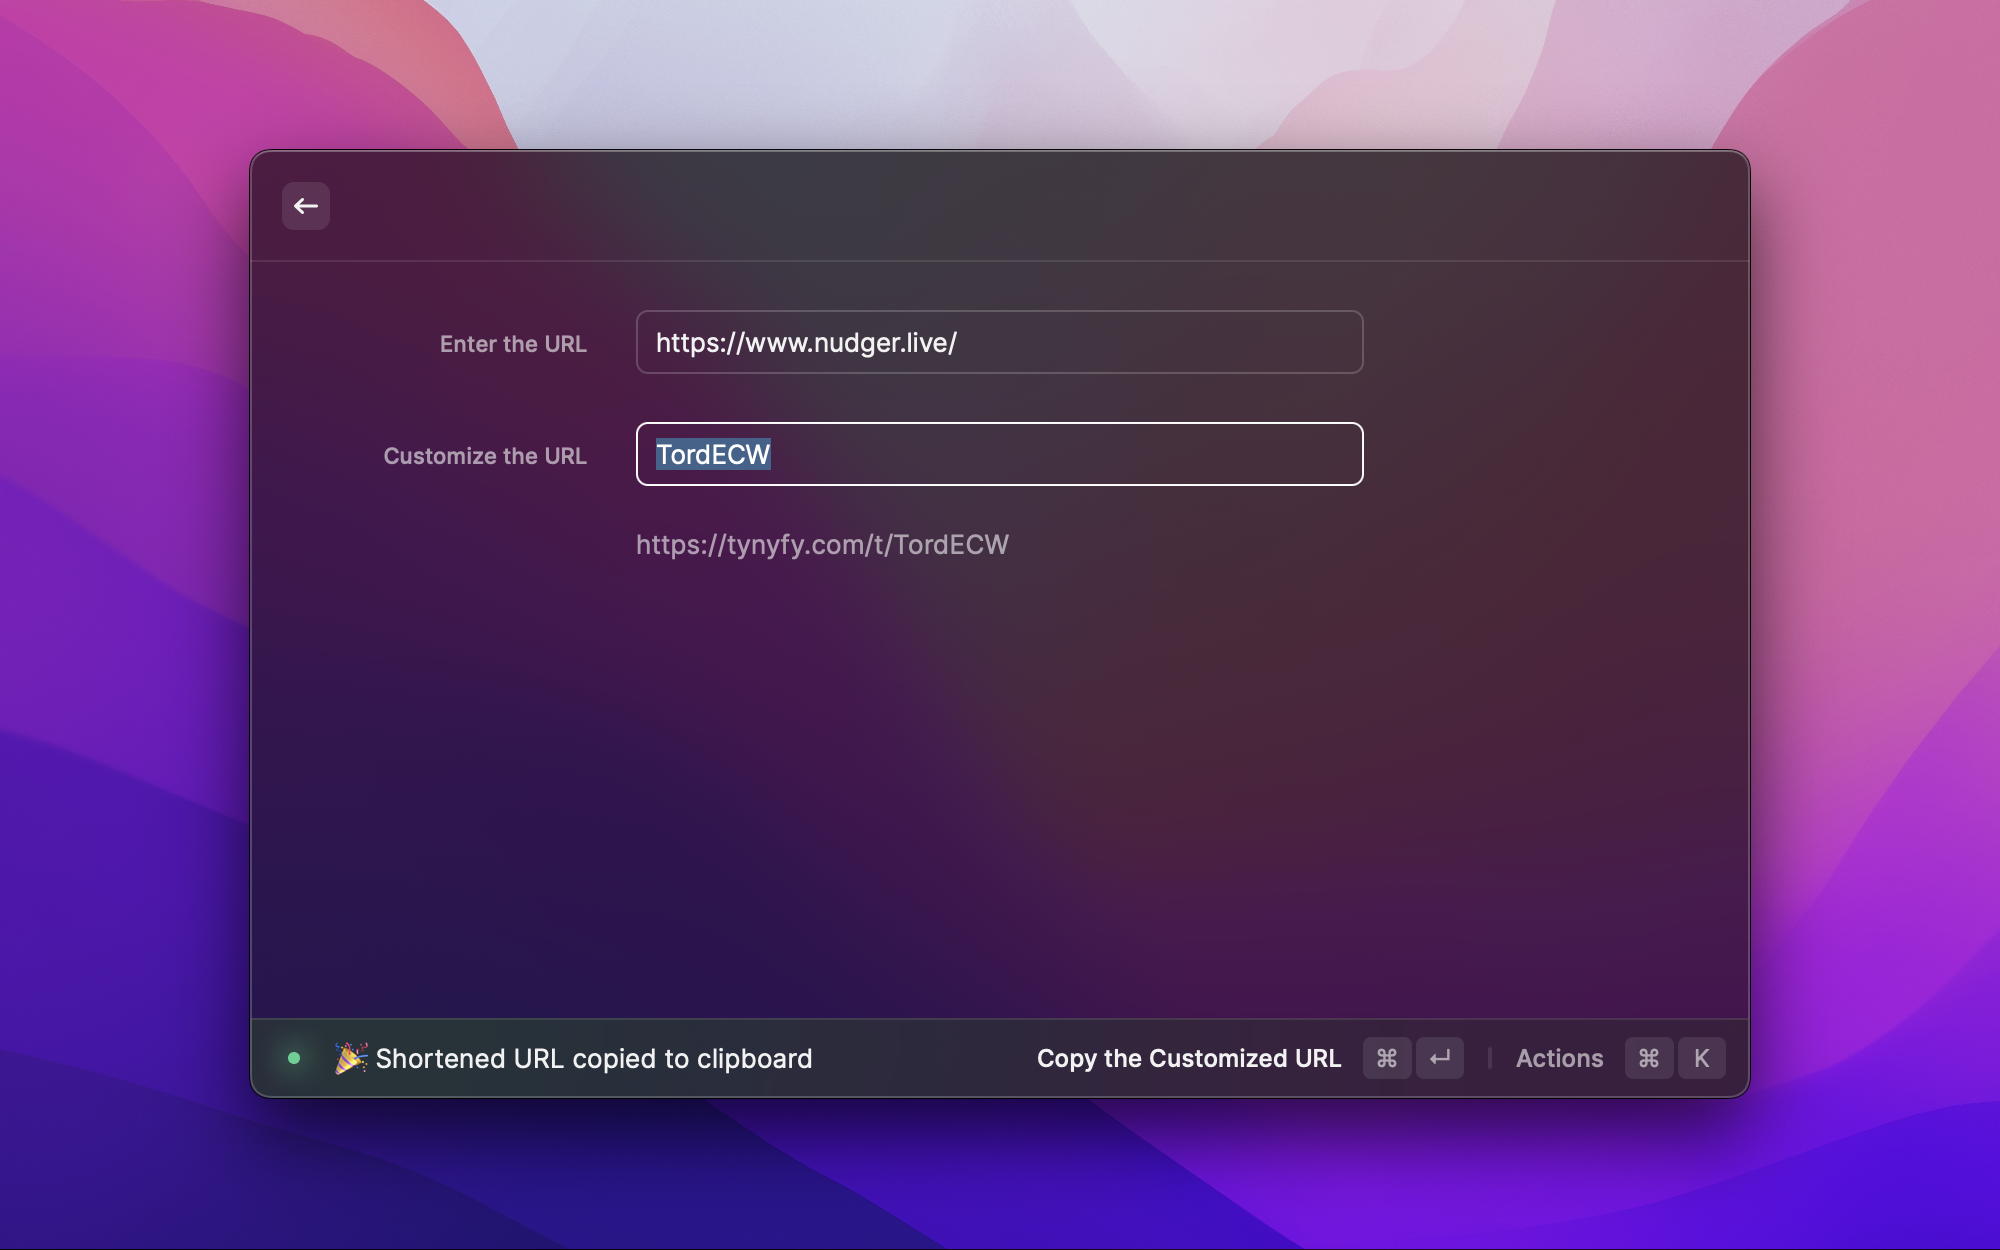 Enter the URL https://www.nudger.live/
Customize the URL TordECW
https://tynyfy.com/t/TordECW
🎉 Shortened URL copied to clipboard Copy the Customized URL ⌘ ↵ Actions ⌘ K